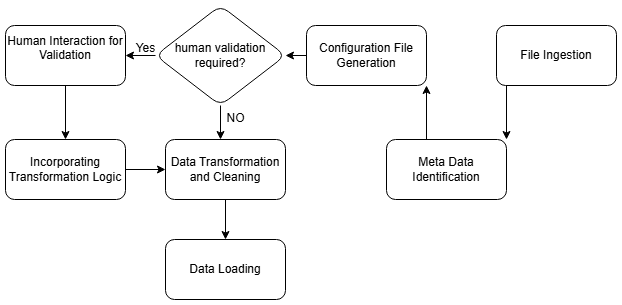 Human Interaction for
Validation
Yes
human validation
required?
Configuration File
Generation
File Ingestion
NO
Incorporating
Transformation Logic
Data Transformation
and Cleaning
Meta Data
Identification
Data Loading